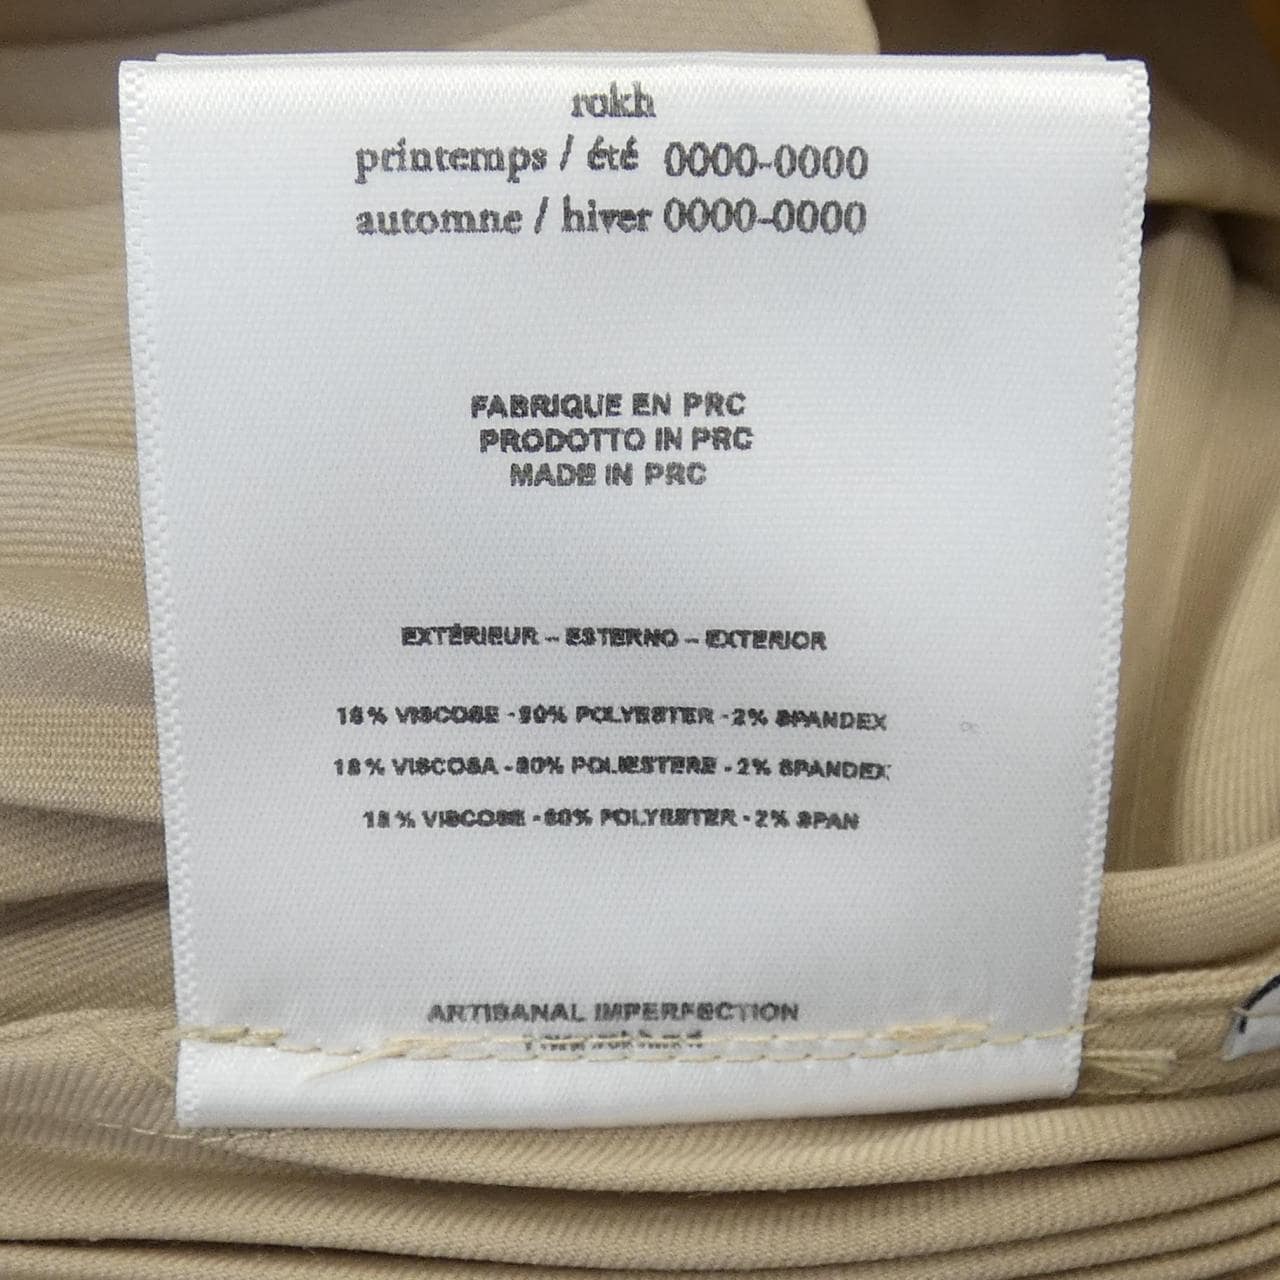 rokh
printemps / été 0000-0000
automne / hiver 0000-0000
FABRIQUE EN PRC
PRODOTTO IN PRC
MADE IN PRC
EXTÉRIEUR - ESTERNO - EXTERIOR
18% VISCOSE - 80% POLYESTER - 2% SPANDEX
18% VISCOSA - 80% POLIESTERE - 2% SPANDEX
18% VISCOSE - 80% POLYESTER - 2% SPAN
ARTISANAL IMPERFECTION